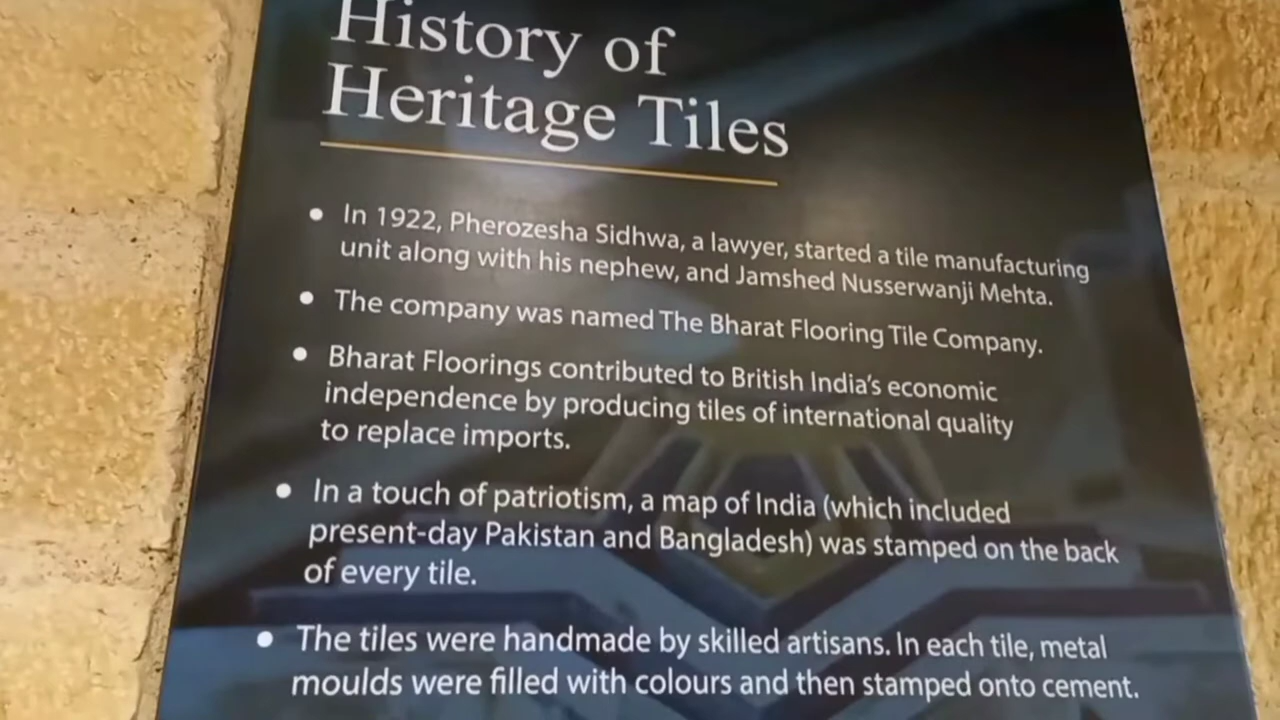 History of
Heritage Tiles
• In 1922, Pherozesha Sidhwa, a lawyer, started a tile manufacturing
unit along with his nephew, and Jamshed Nusserwanji Mehta.
• The company was named The Bharat Flooring Tile Company.
• Bharat Floorings contributed to British India's economic
independence by producing tiles of international quality
to replace imports.
• In a touch of patriotism, a map of India (which included
present-day Pakistan and Bangladesh) was stamped on the back
of every tile.
• The tiles were handmade by skilled artisans. In each tile, metal
moulds were filled with colours and then stamped onto cement.